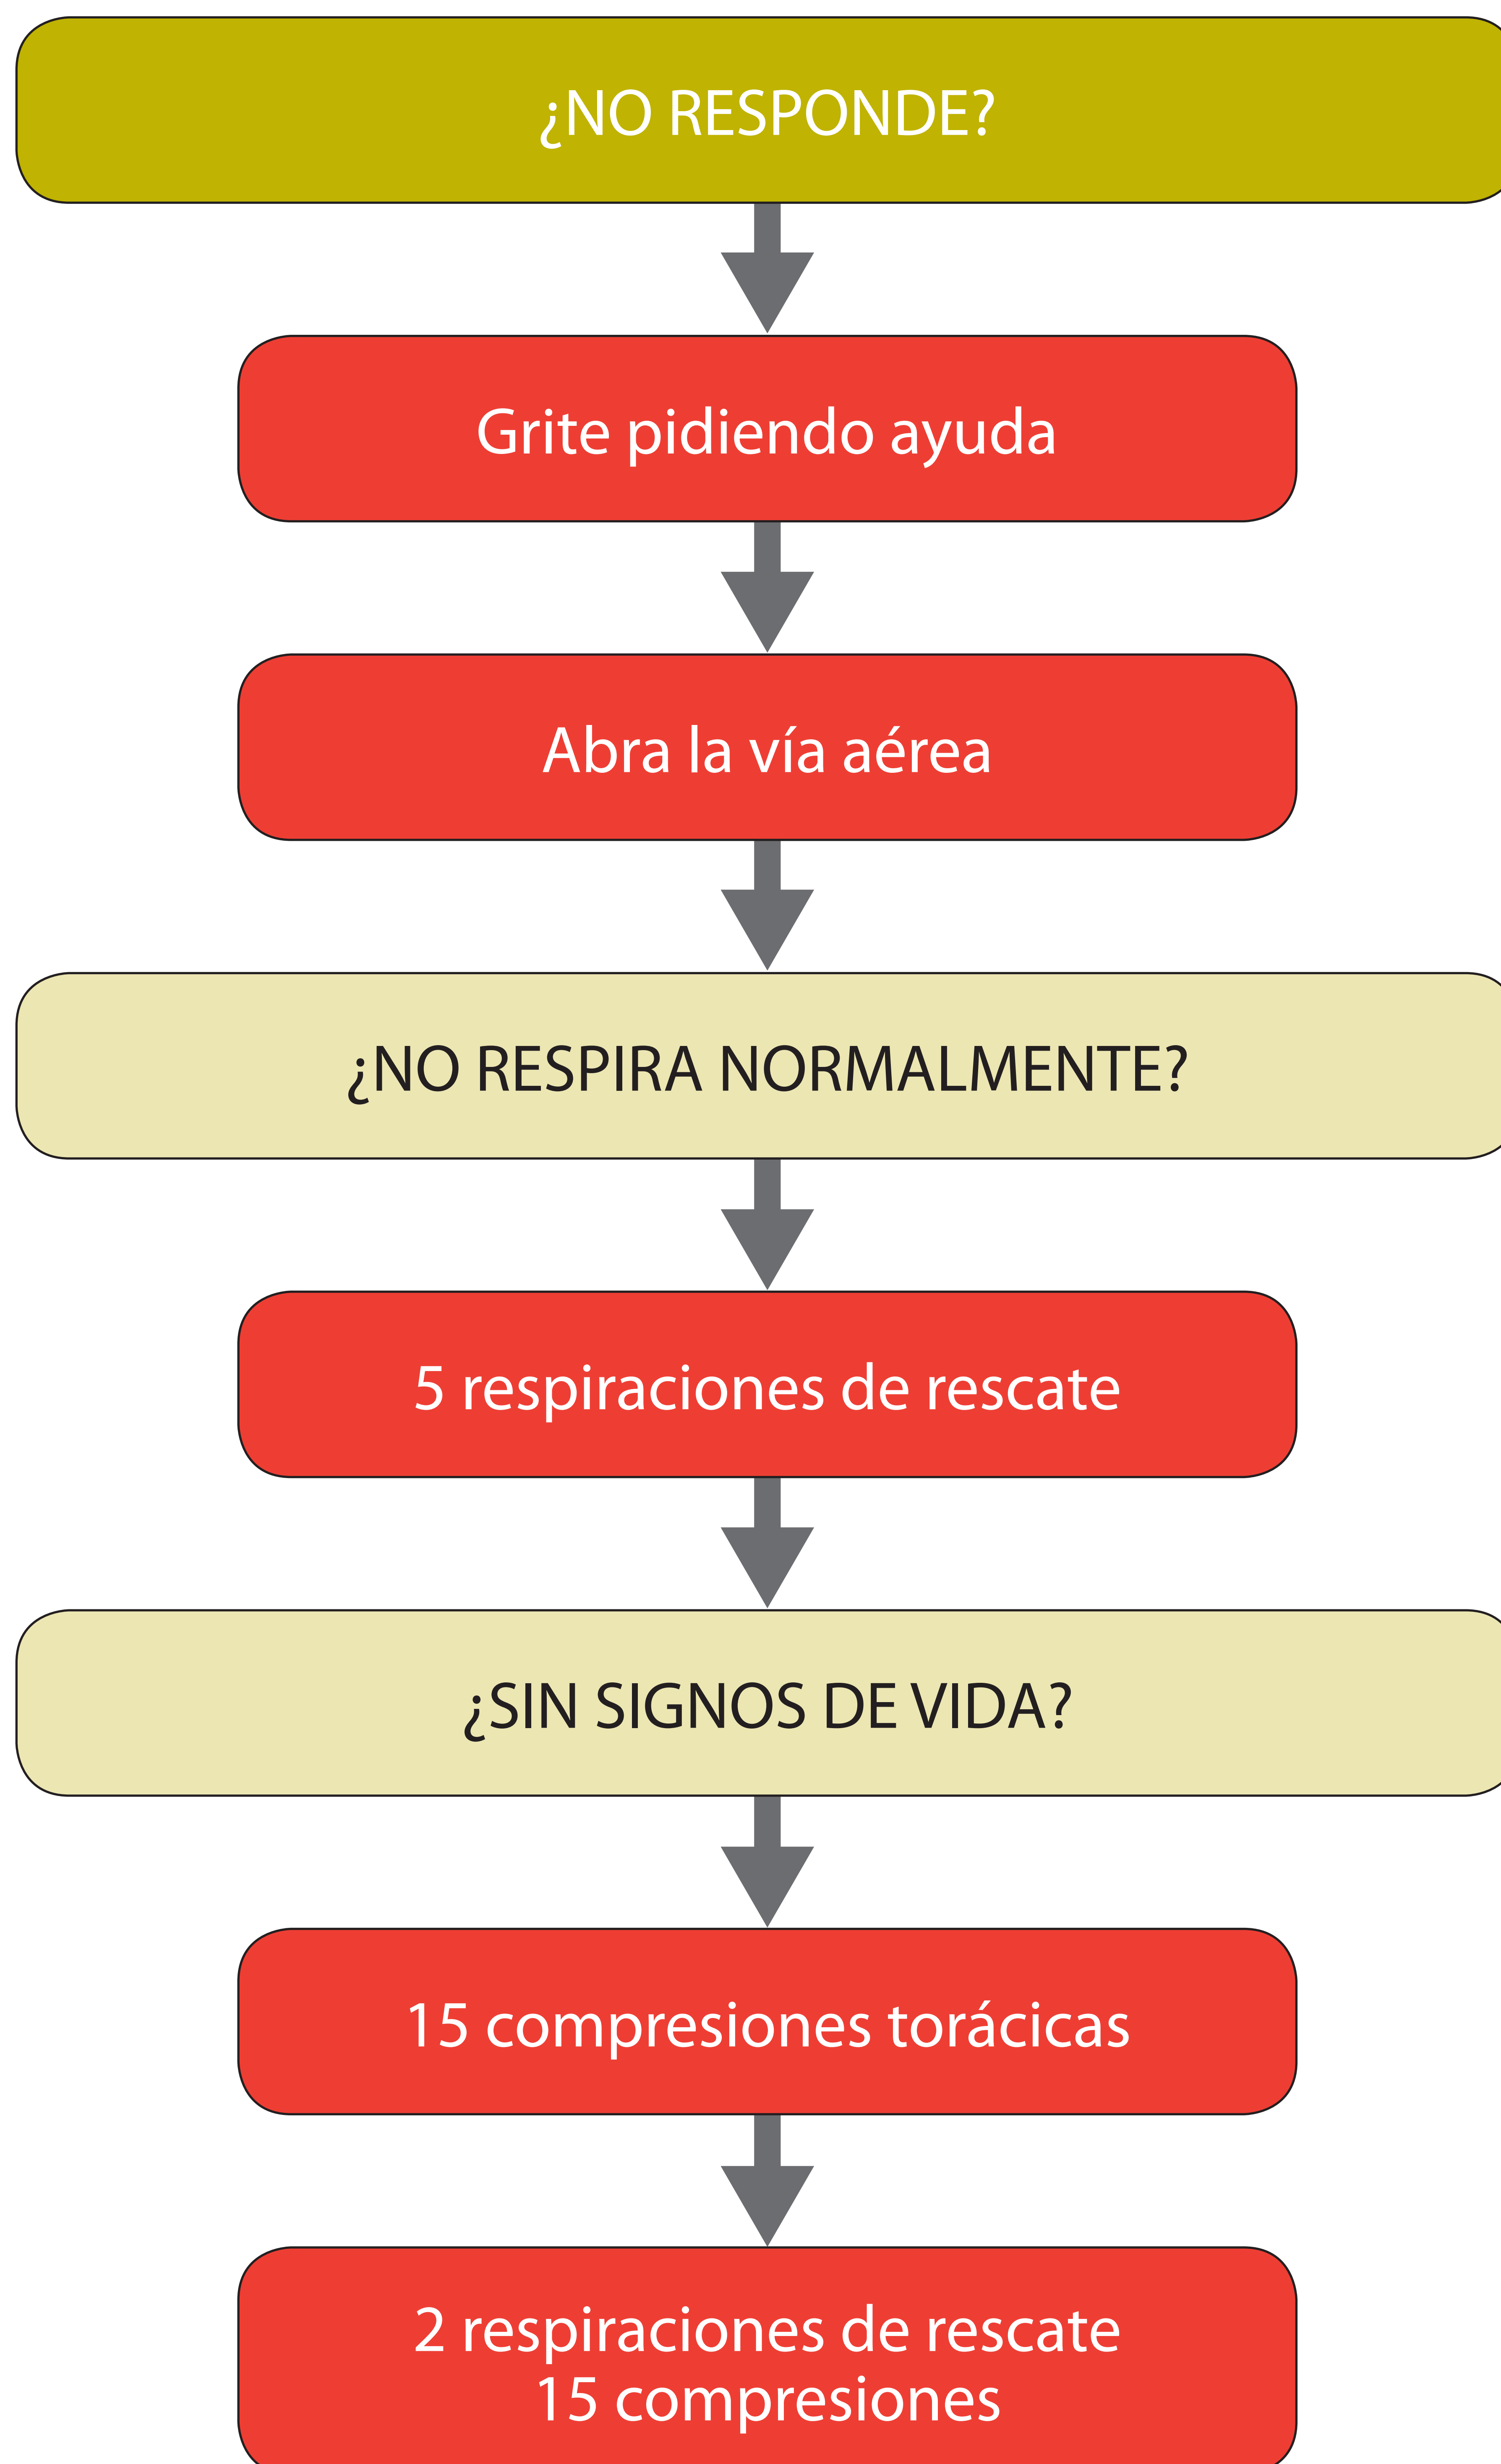 ¿NO RESPONDE?
Grite pidiendo ayuda
Abra la vía aérea
¿NO RESPIRA NORMALMENTE?
5 respiraciones de rescate
¿SIN SIGNOS DE VIDA?
15 compresiones torácicas
2 respiraciones de rescate
15 compresiones